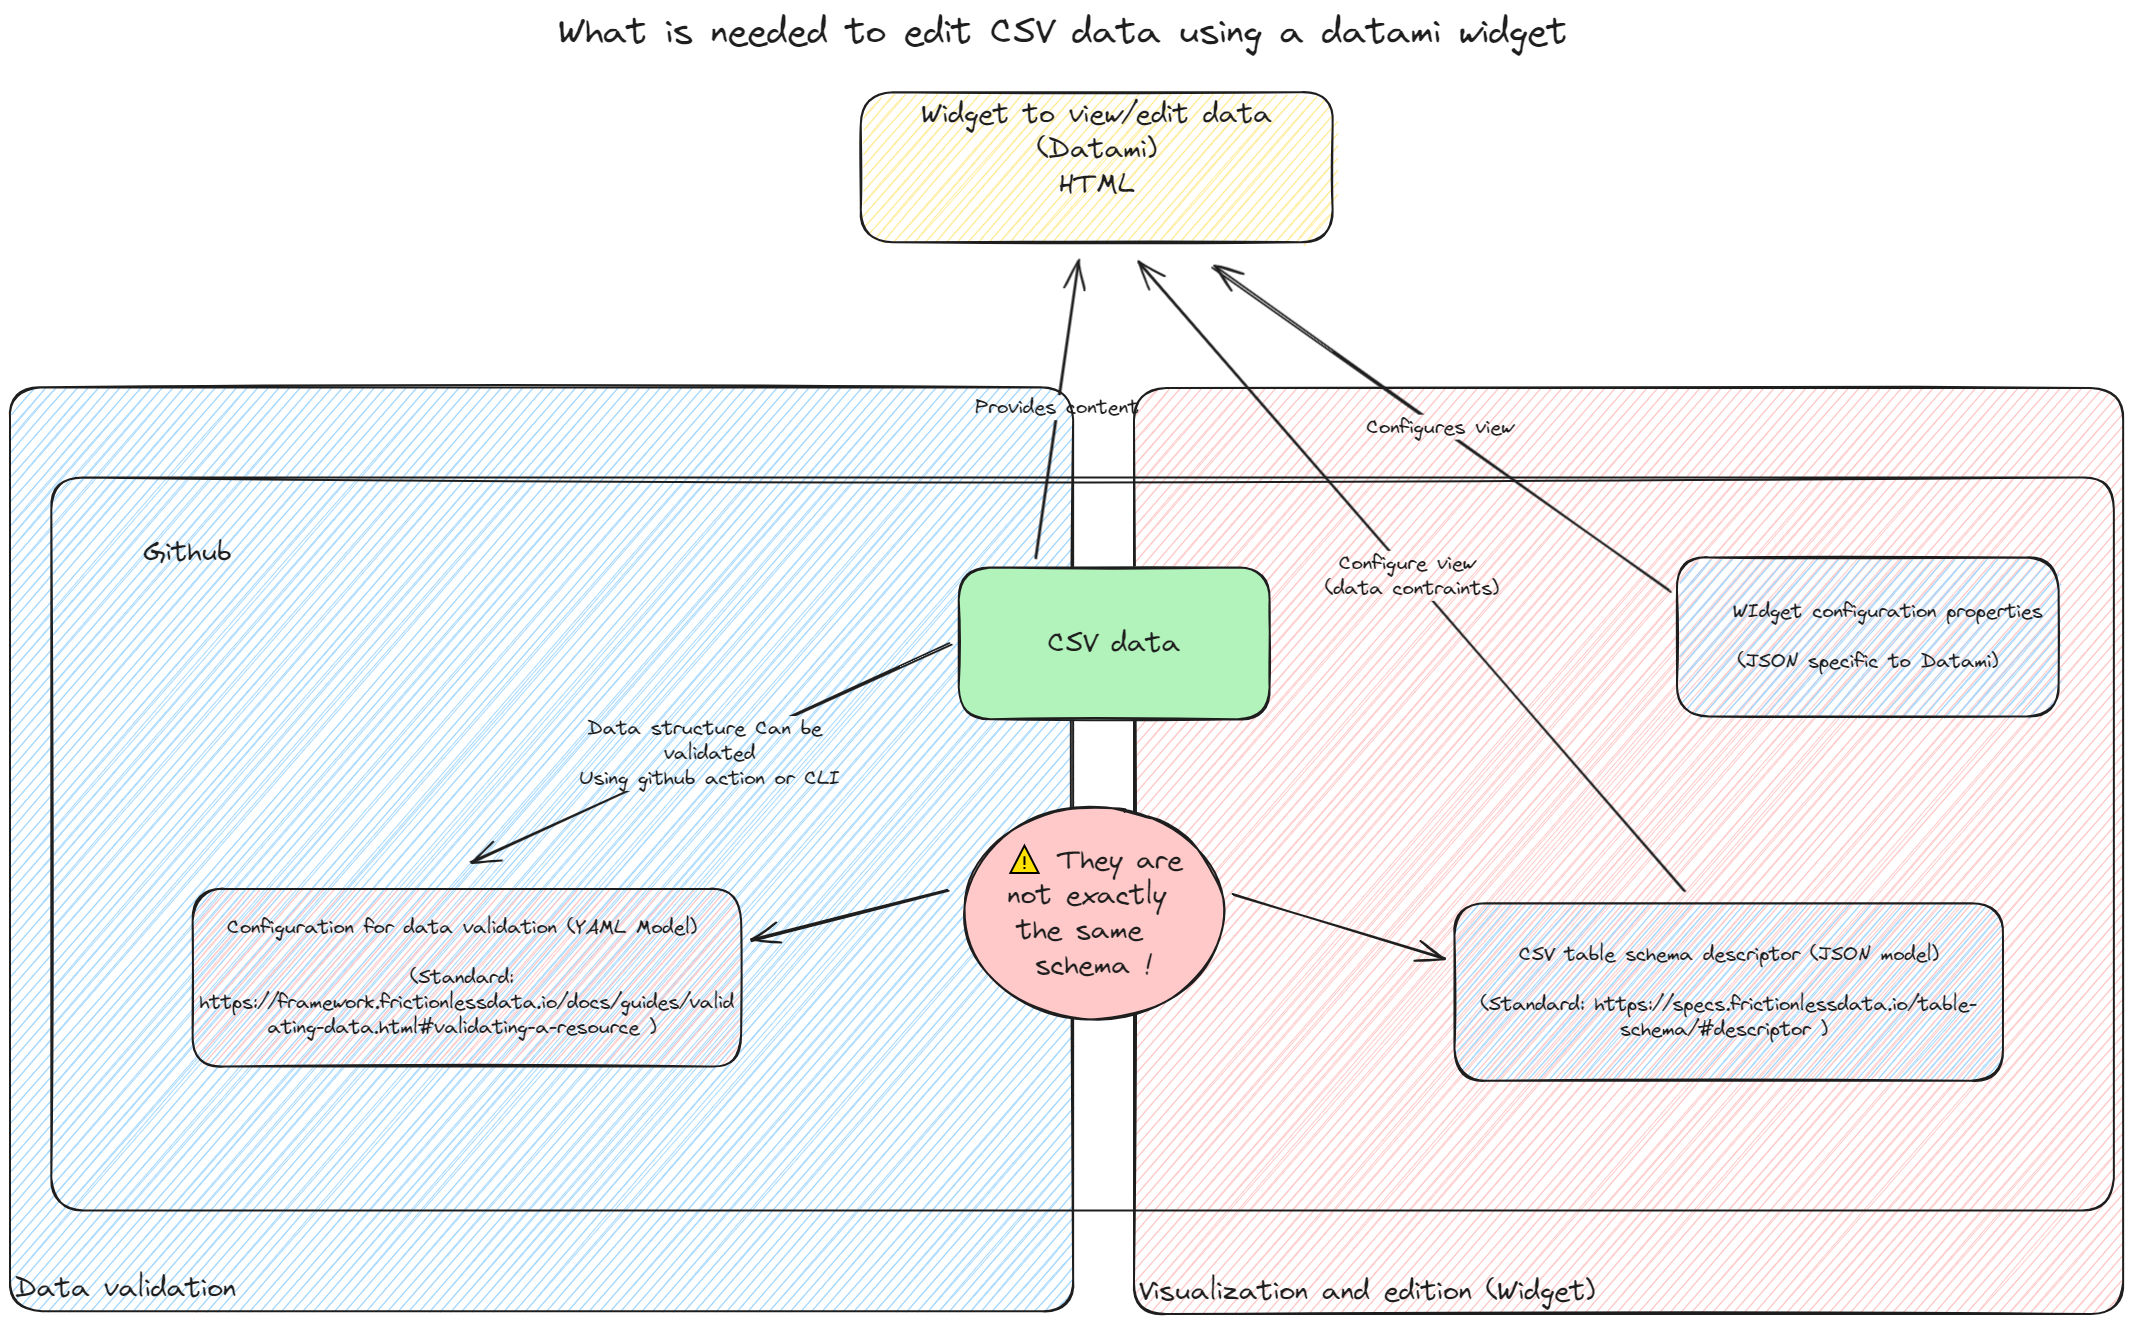 What is needed to edit CSV data using a datami widget
Widget to view/edit data
(Datami)
HTML
Provides content
Configures view
Github
Configure view
(data contraints)
WIdget configuration properties
(JSON specific to Datami)
CSV data
Data structure Can be
validated
Using github action or CLI
⚠ They are
not exactly
the same
schema !
Configuration for data validation (YAML Model)
(Standard:
https://framework.frictionlessdata.io/docs/guides/valid
ating-data.html#validating-a-resource )
CSV table schema descriptor (JSON model)
(Standard: https://specs.frictionlessdata.io/table-
schema/#descriptor )
Data validation
Visualization and edition (Widget)